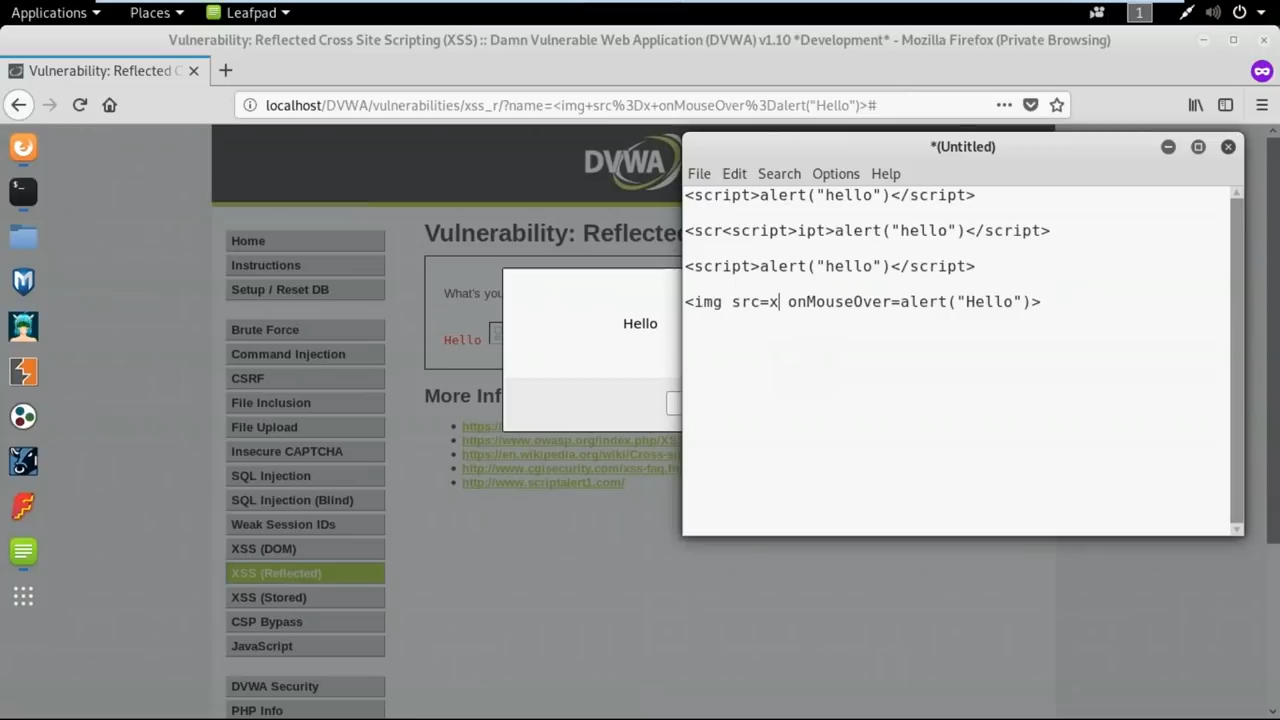 Applications
Places
Leafpad
1
Vulnerability: Reflected Cross Site Scripting (XSS) :: Damn Vulnerable Web Application (DVWA) v1.10 *Development* - Mozilla Firefox (Private Browsing)
Vulnerability: Reflected C
localhost/DVWA/vulnerabilities/xss_r/?name=<img+src%3Dx+onMouseOver%3Dalert("Hello")>#
DVWA
Home
Instructions
Setup / Reset DB
Brute Force
Command Injection
CSRF
File Inclusion
File Upload
Insecure CAPTCHA
SQL Injection
SQL Injection (Blind)
Weak Session IDs
XSS (DOM)
XSS (Reflected)
XSS (Stored)
CSP Bypass
JavaScript
DVWA Security
PHP Info
Vulnerability: Reflected
What's you
Hello
Hello
More Inf
https://
https://www.owasp.org/index.php/XS
https://en.wikipedia.org/wiki/Cross-si
http://www.cgisecurity.com/xss-faq.h
http://www.scriptalert1.com/
*(Untitled)
File Edit Search Options Help
<script>alert("hello")</script>
<scr<script>ipt>alert("hello")</script>
<script>alert("hello")</script>
<img src=x onMouseOver=alert("Hello")>